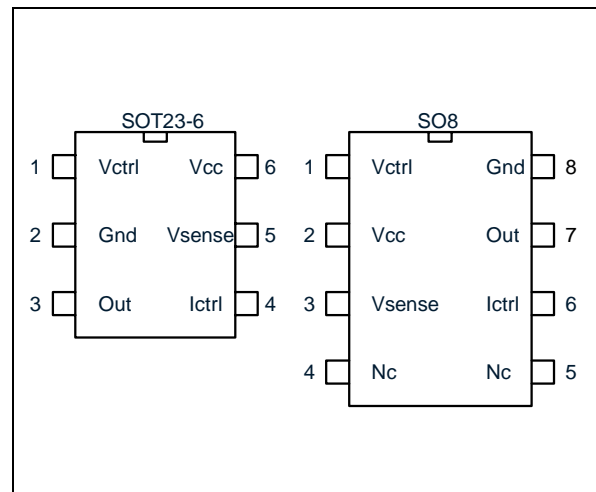 SOT23-6
1 Vctrl Vcc 6
2 Gnd Vsense 5
3 Out Ictrl 4
SO8
1 Vctrl Gnd 8
2 Vcc Out 7
3 Vsense Ictrl 6
4 Nc Nc 5